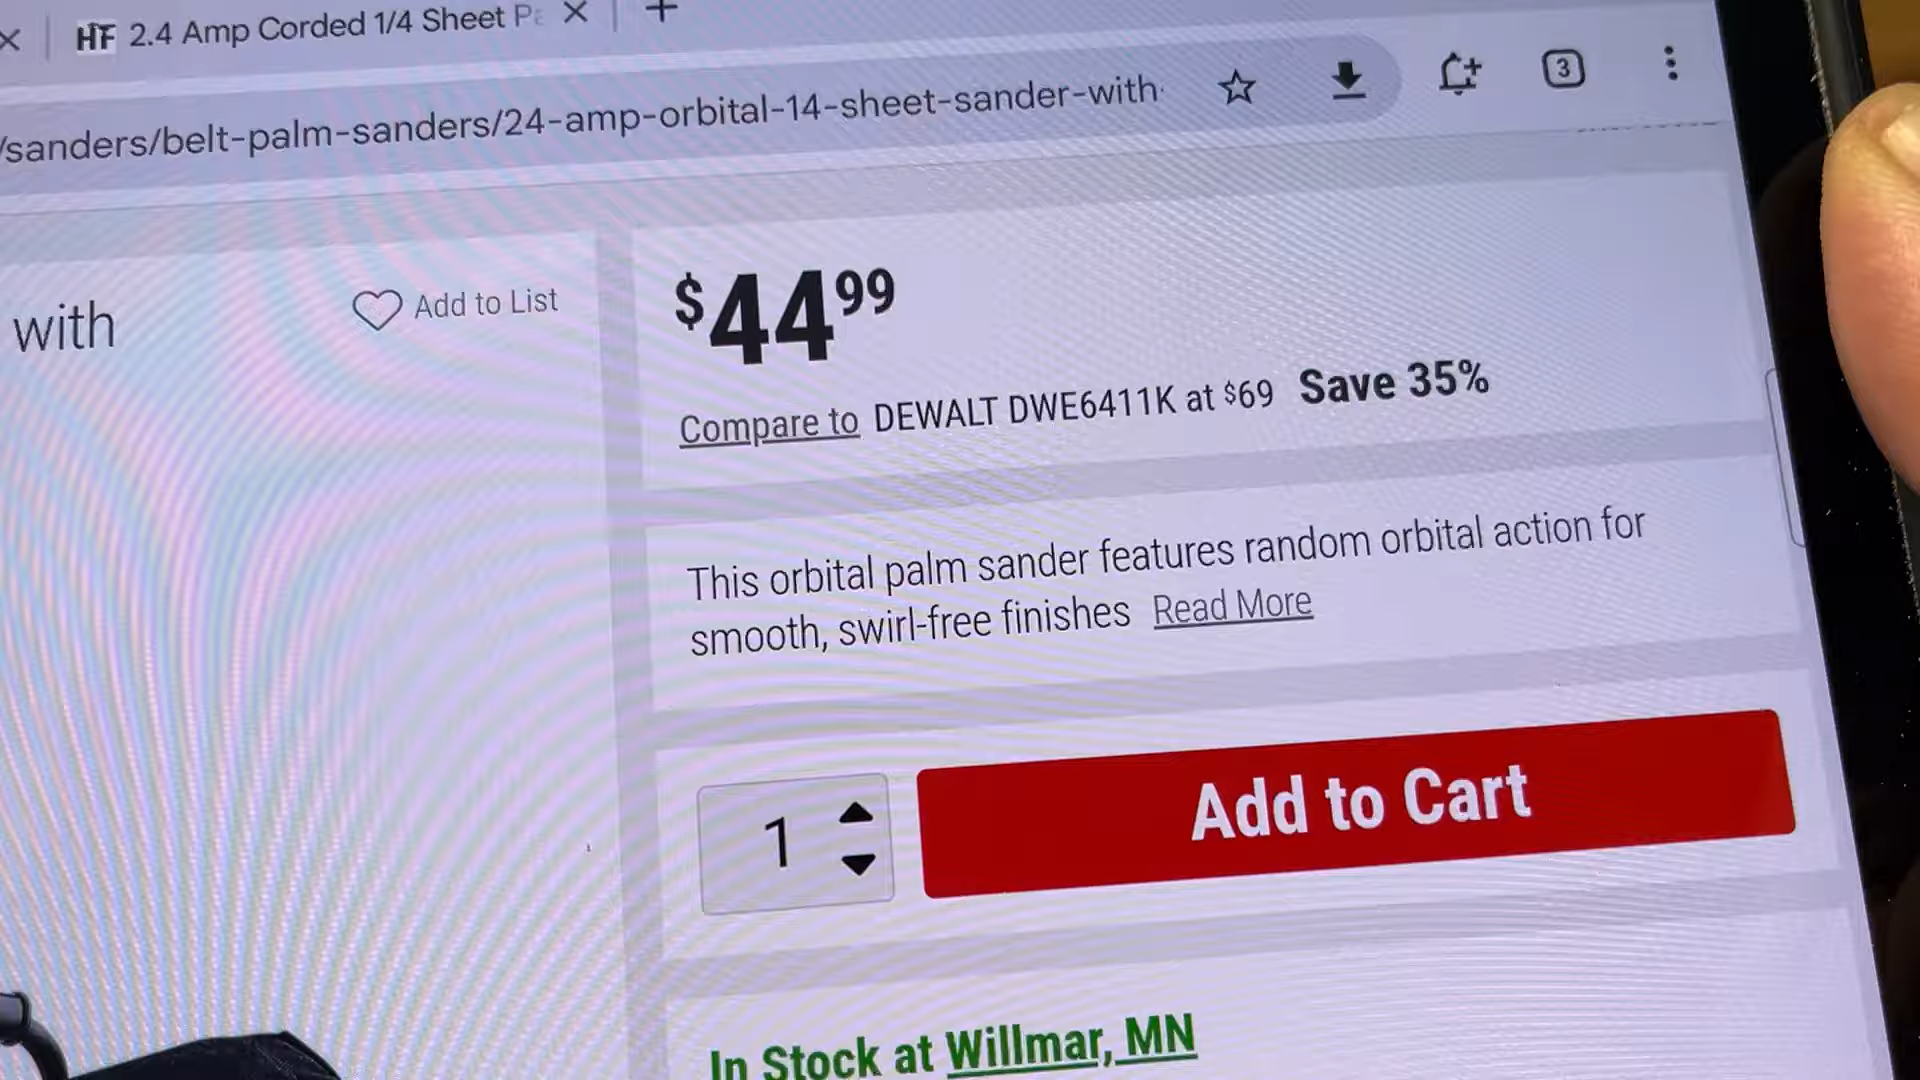 HF 2.4 Amp Corded 1/4 Sheet Pa
/sanders/belt-palm-sanders/24-amp-orbital-14-sheet-sander-with-
3
with
Add to List
$44 99
Compare to DEWALT DWE6411K at $69 Save 35%
This orbital palm sander features random orbital action for
smooth, swirl-free finishes Read More
1
Add to Cart
In Stock at Willmar, MN